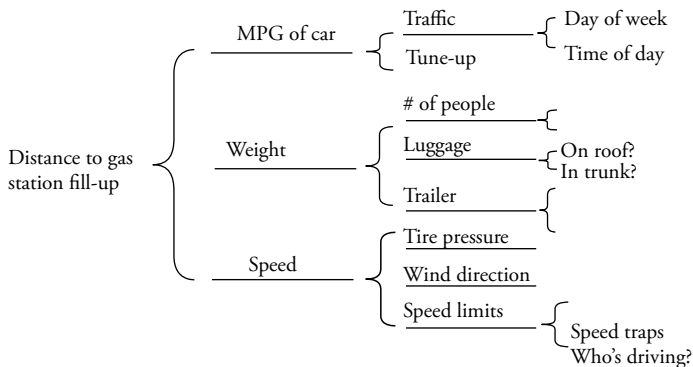 MPG of car
Traffic
Day of week
Time of day
Tune-up
Distance to gas
station fill-up
Weight
# of people
Luggage
On roof?
In trunk?
Trailer
Speed
Tire pressure
Wind direction
Speed limits
Speed traps
Who's driving?